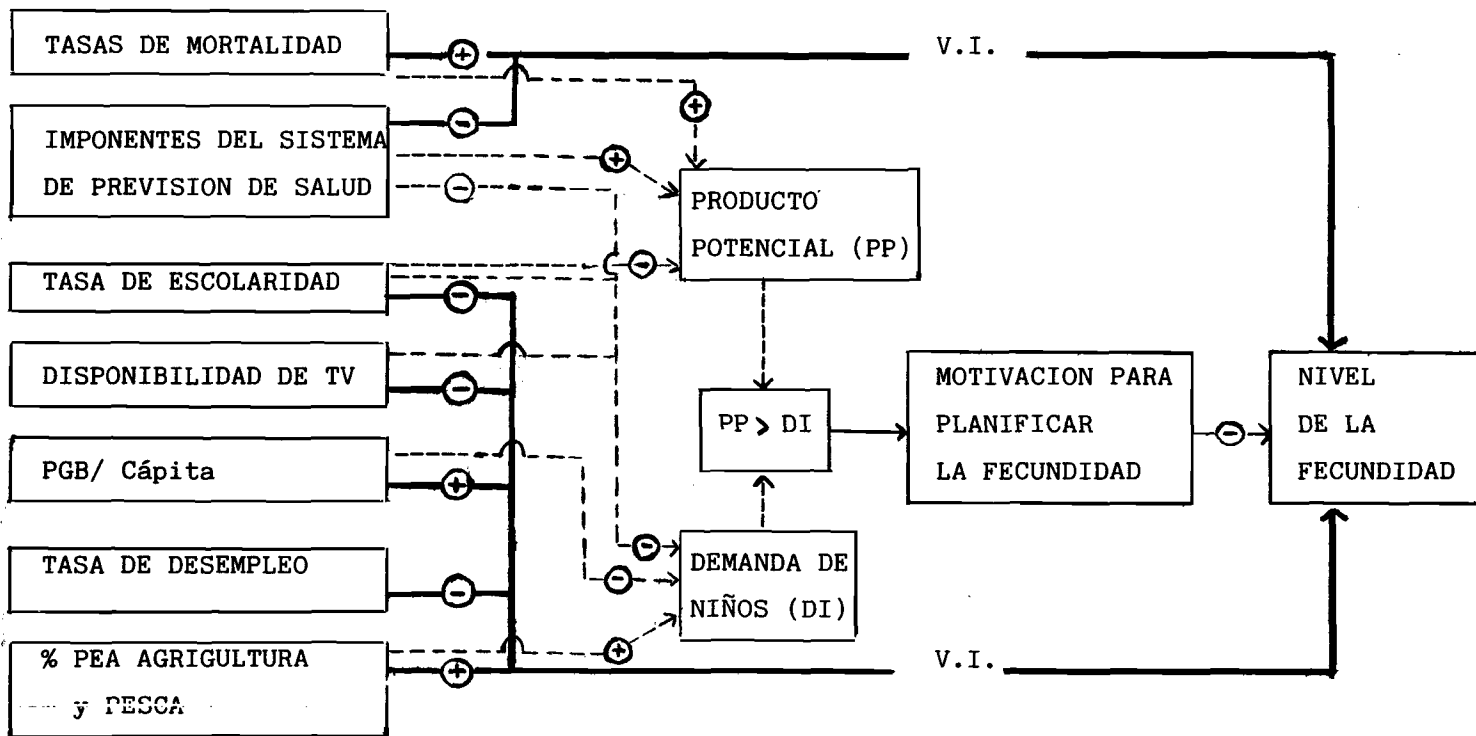 TASAS DE MORTALIDAD
+
V.I.
+
IMPONENTES DEL SISTEMA
DE PREVISION DE SALUD
-
+
-
PRODUCTO
POTENCIAL (PP)
-
TASA DE ESCOLARIDAD
-
DISPONIBILIDAD DE TV
-
PP > DI
MOTIVACION PARA
PLANIFICAR
LA FECUNDIDAD
-
NIVEL
DE LA
FECUNDIDAD
PGB/ Cápita
+
TASA DE DESEMPLEO
-
-
-
DEMANDA DE
NIÑOS (DI)
% PEA AGRIGULTURA
y PESCA
+
+
V.I.